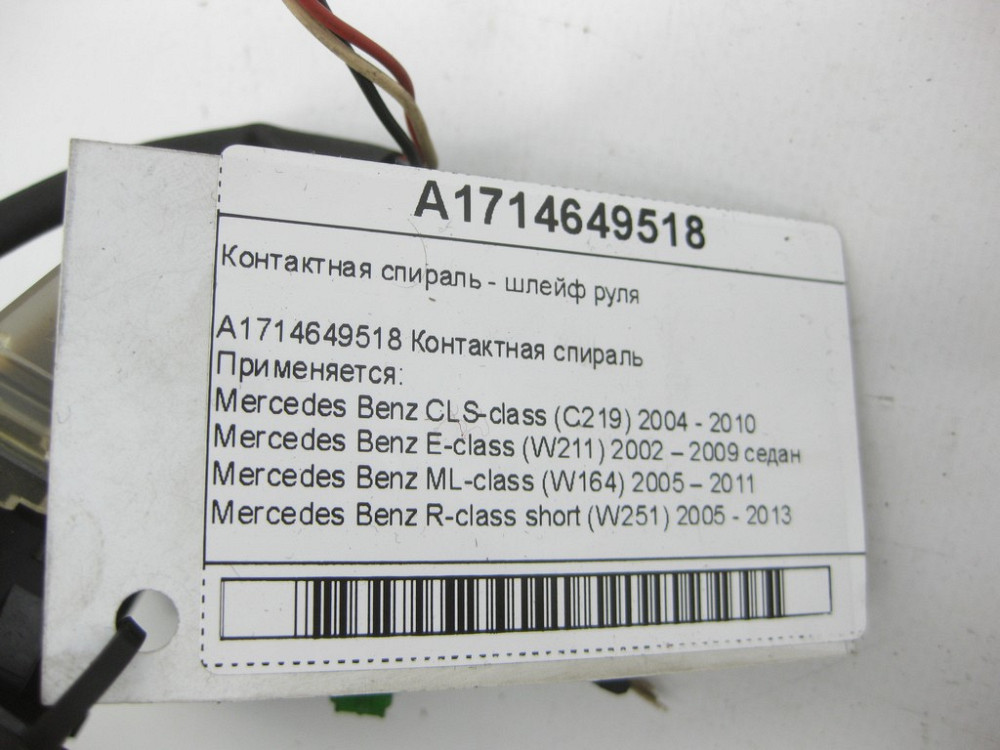 A1714649518
Контактная спираль - шлейф руля
A1714649518 Контактная спираль
Применяется:
Mercedes Benz CLS-class (C219) 2004 - 2010
Mercedes Benz E-class (W211) 2002 – 2009 седан
Mercedes Benz ML-class (W164) 2005 – 2011
Mercedes Benz R-class short (W251) 2005 - 2013